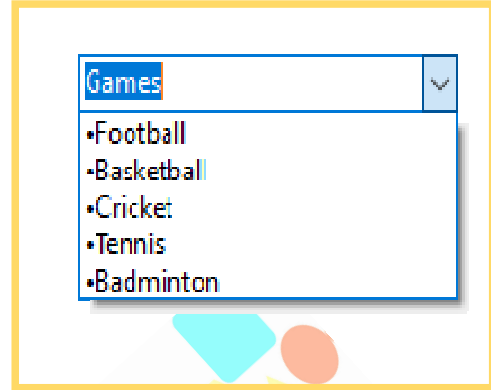 Games
•Football
•Basketball
•Cricket
•Tennis
•Badminton